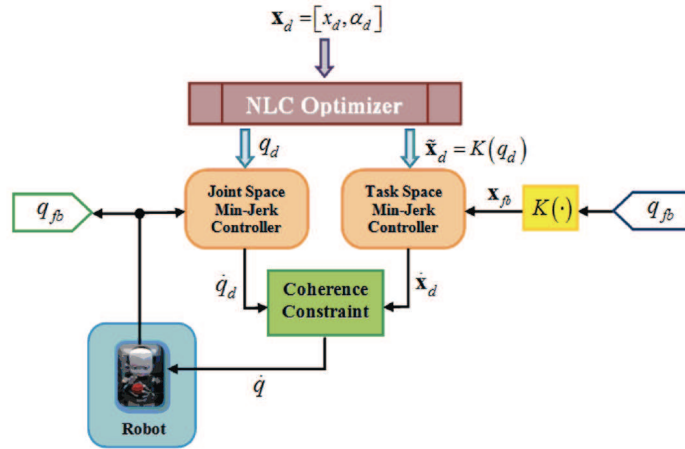 𝐱_d = [x_d, α_d]
NLC Optimizer
q_d
𝐱̃_d = K(q_d)
Joint Space
Min-Jerk
Controller
Task Space
Min-Jerk
Controller
q_fb
𝐱_fb
K(·)
q_fb
q̇_d
Coherence
Constraint
𝐱̇_d
q̇
Robot